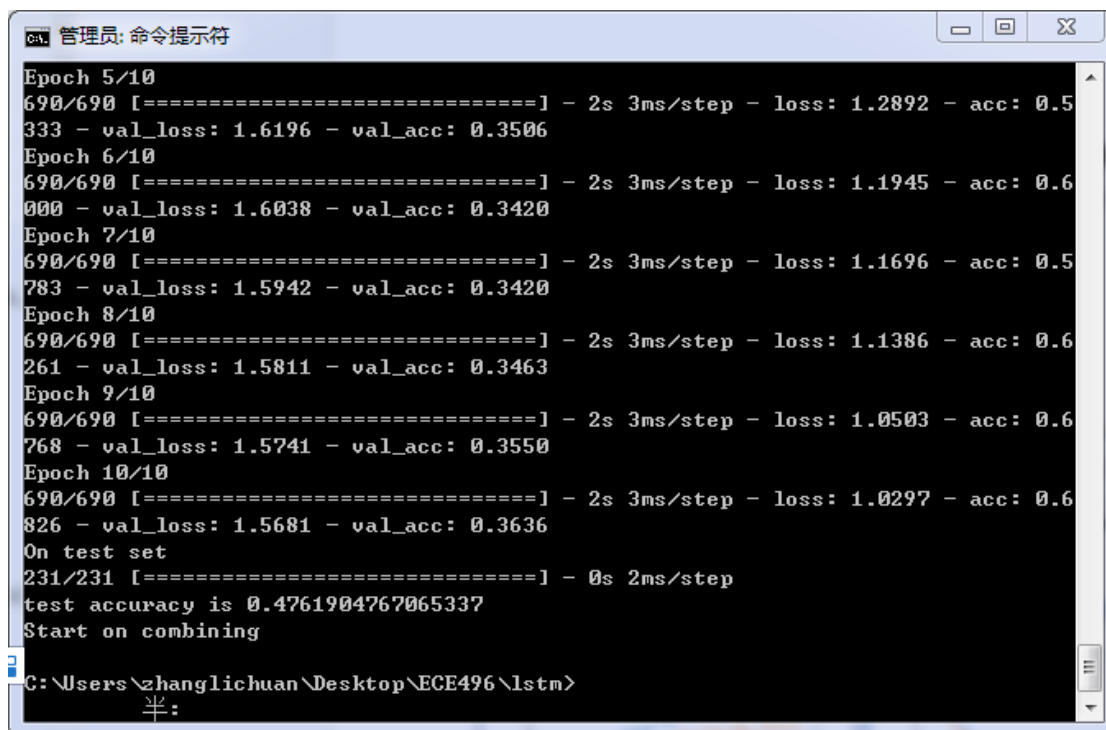 管理员: 命令提示符
Epoch 5/10
690/690 [==============================] - 2s 3ms/step - loss: 1.2892 - acc: 0.5
333 - val_loss: 1.6196 - val_acc: 0.3506
Epoch 6/10
690/690 [==============================] - 2s 3ms/step - loss: 1.1945 - acc: 0.6
000 - val_loss: 1.6038 - val_acc: 0.3420
Epoch 7/10
690/690 [==============================] - 2s 3ms/step - loss: 1.1696 - acc: 0.5
783 - val_loss: 1.5942 - val_acc: 0.3420
Epoch 8/10
690/690 [==============================] - 2s 3ms/step - loss: 1.1386 - acc: 0.6
261 - val_loss: 1.5811 - val_acc: 0.3463
Epoch 9/10
690/690 [==============================] - 2s 3ms/step - loss: 1.0503 - acc: 0.6
768 - val_loss: 1.5741 - val_acc: 0.3550
Epoch 10/10
690/690 [==============================] - 2s 3ms/step - loss: 1.0297 - acc: 0.6
826 - val_loss: 1.5681 - val_acc: 0.3636
On test set
231/231 [==============================] - 0s 2ms/step
test accuracy is 0.4761904767065337
Start on combining
C:\Users\zhanglichuan\Desktop\ECE496\lstm>
半: